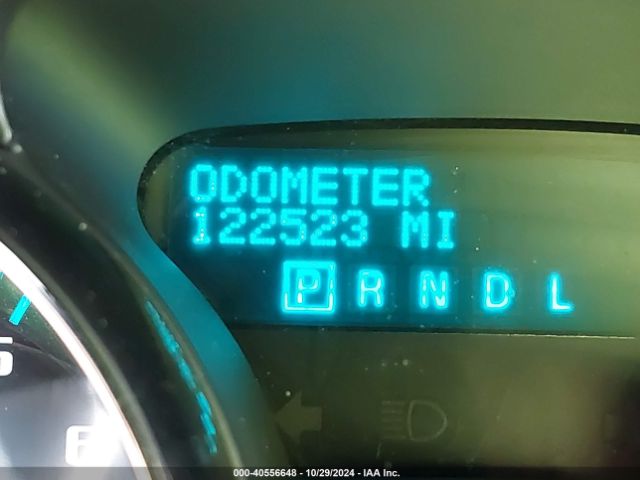 ODOMETER
122523 MI
P R N D L
000-40556648 - 10/29/2024 - IAA Inc.